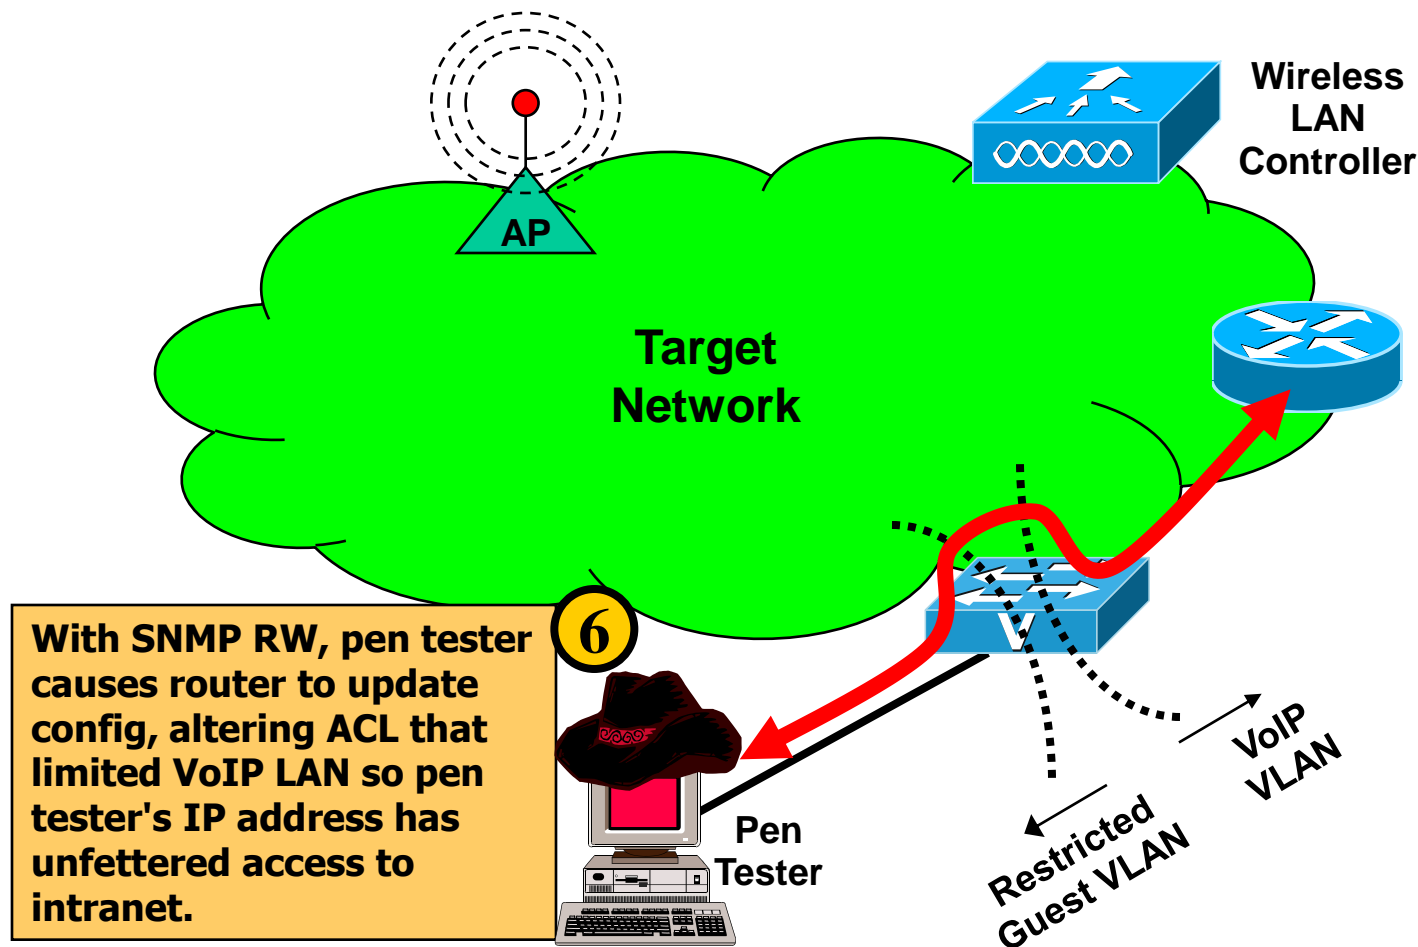 Wireless
LAN
Controller
AP
Target
Network
6
With SNMP RW, pen tester
causes router to update
config, altering ACL that
limited VoIP LAN so pen
tester's IP address has
unfettered access to
intranet.
V
VoIP
VLAN
Pen
Tester
Restricted
Guest VLAN